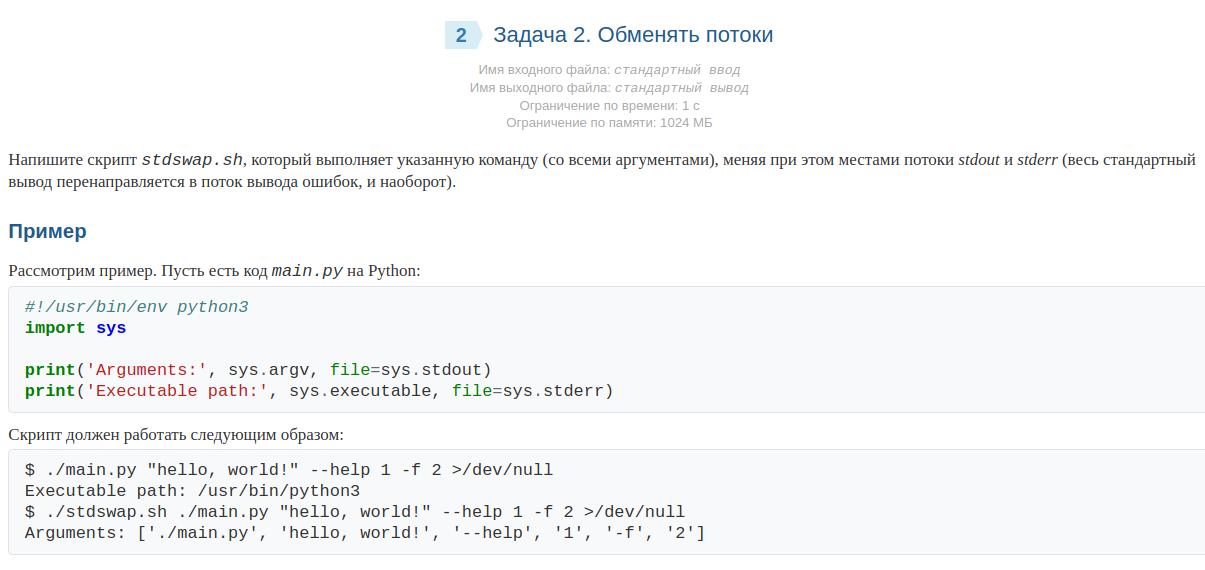 2 Задача 2. Обменять потоки
Имя входного файла: стандартный ввод
Имя выходного файла: стандартный вывод
Ограничение по времени: 1 с
Ограничение по памяти: 1024 МБ
Напишите скрипт stdswap.sh, который выполняет указанную команду (со всеми аргументами), меняя при этом местами потоки stdout и stderr (весь стандартный
вывод перенаправляется в поток вывода ошибок, и наоборот).
Пример
Рассмотрим пример. Пусть есть код main.py на Python:
#!/usr/bin/env python3
import sys
print('Arguments:', sys.argv, file=sys.stdout)
print('Executable path:', sys.executable, file=sys.stderr)
Скрипт должен работать следующим образом:
$ ./main.py "hello, world!" --help 1 -f 2 >/dev/null
Executable path: /usr/bin/python3
$ ./stdswap.sh ./main.py "hello, world!" --help 1 -f 2 >/dev/null
Arguments: ['./main.py', 'hello, world!', '--help', '1', '-f', '2']